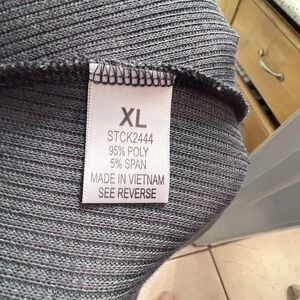 XL
STCK2444
95% POLY
5% SPAN
MADE IN VIETNAM
SEE REVERSE